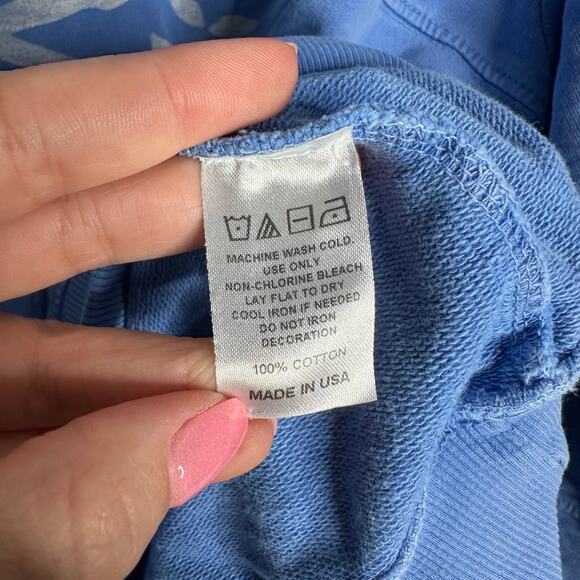 MACHINE WASH COLD.
USE ONLY
NON-CHLORINE BLEACH
LAY FLAT TO DRY
COOL IRON IF NEEDED
DO NOT IRON
DECORATION
100% COTTON
MADE IN USA